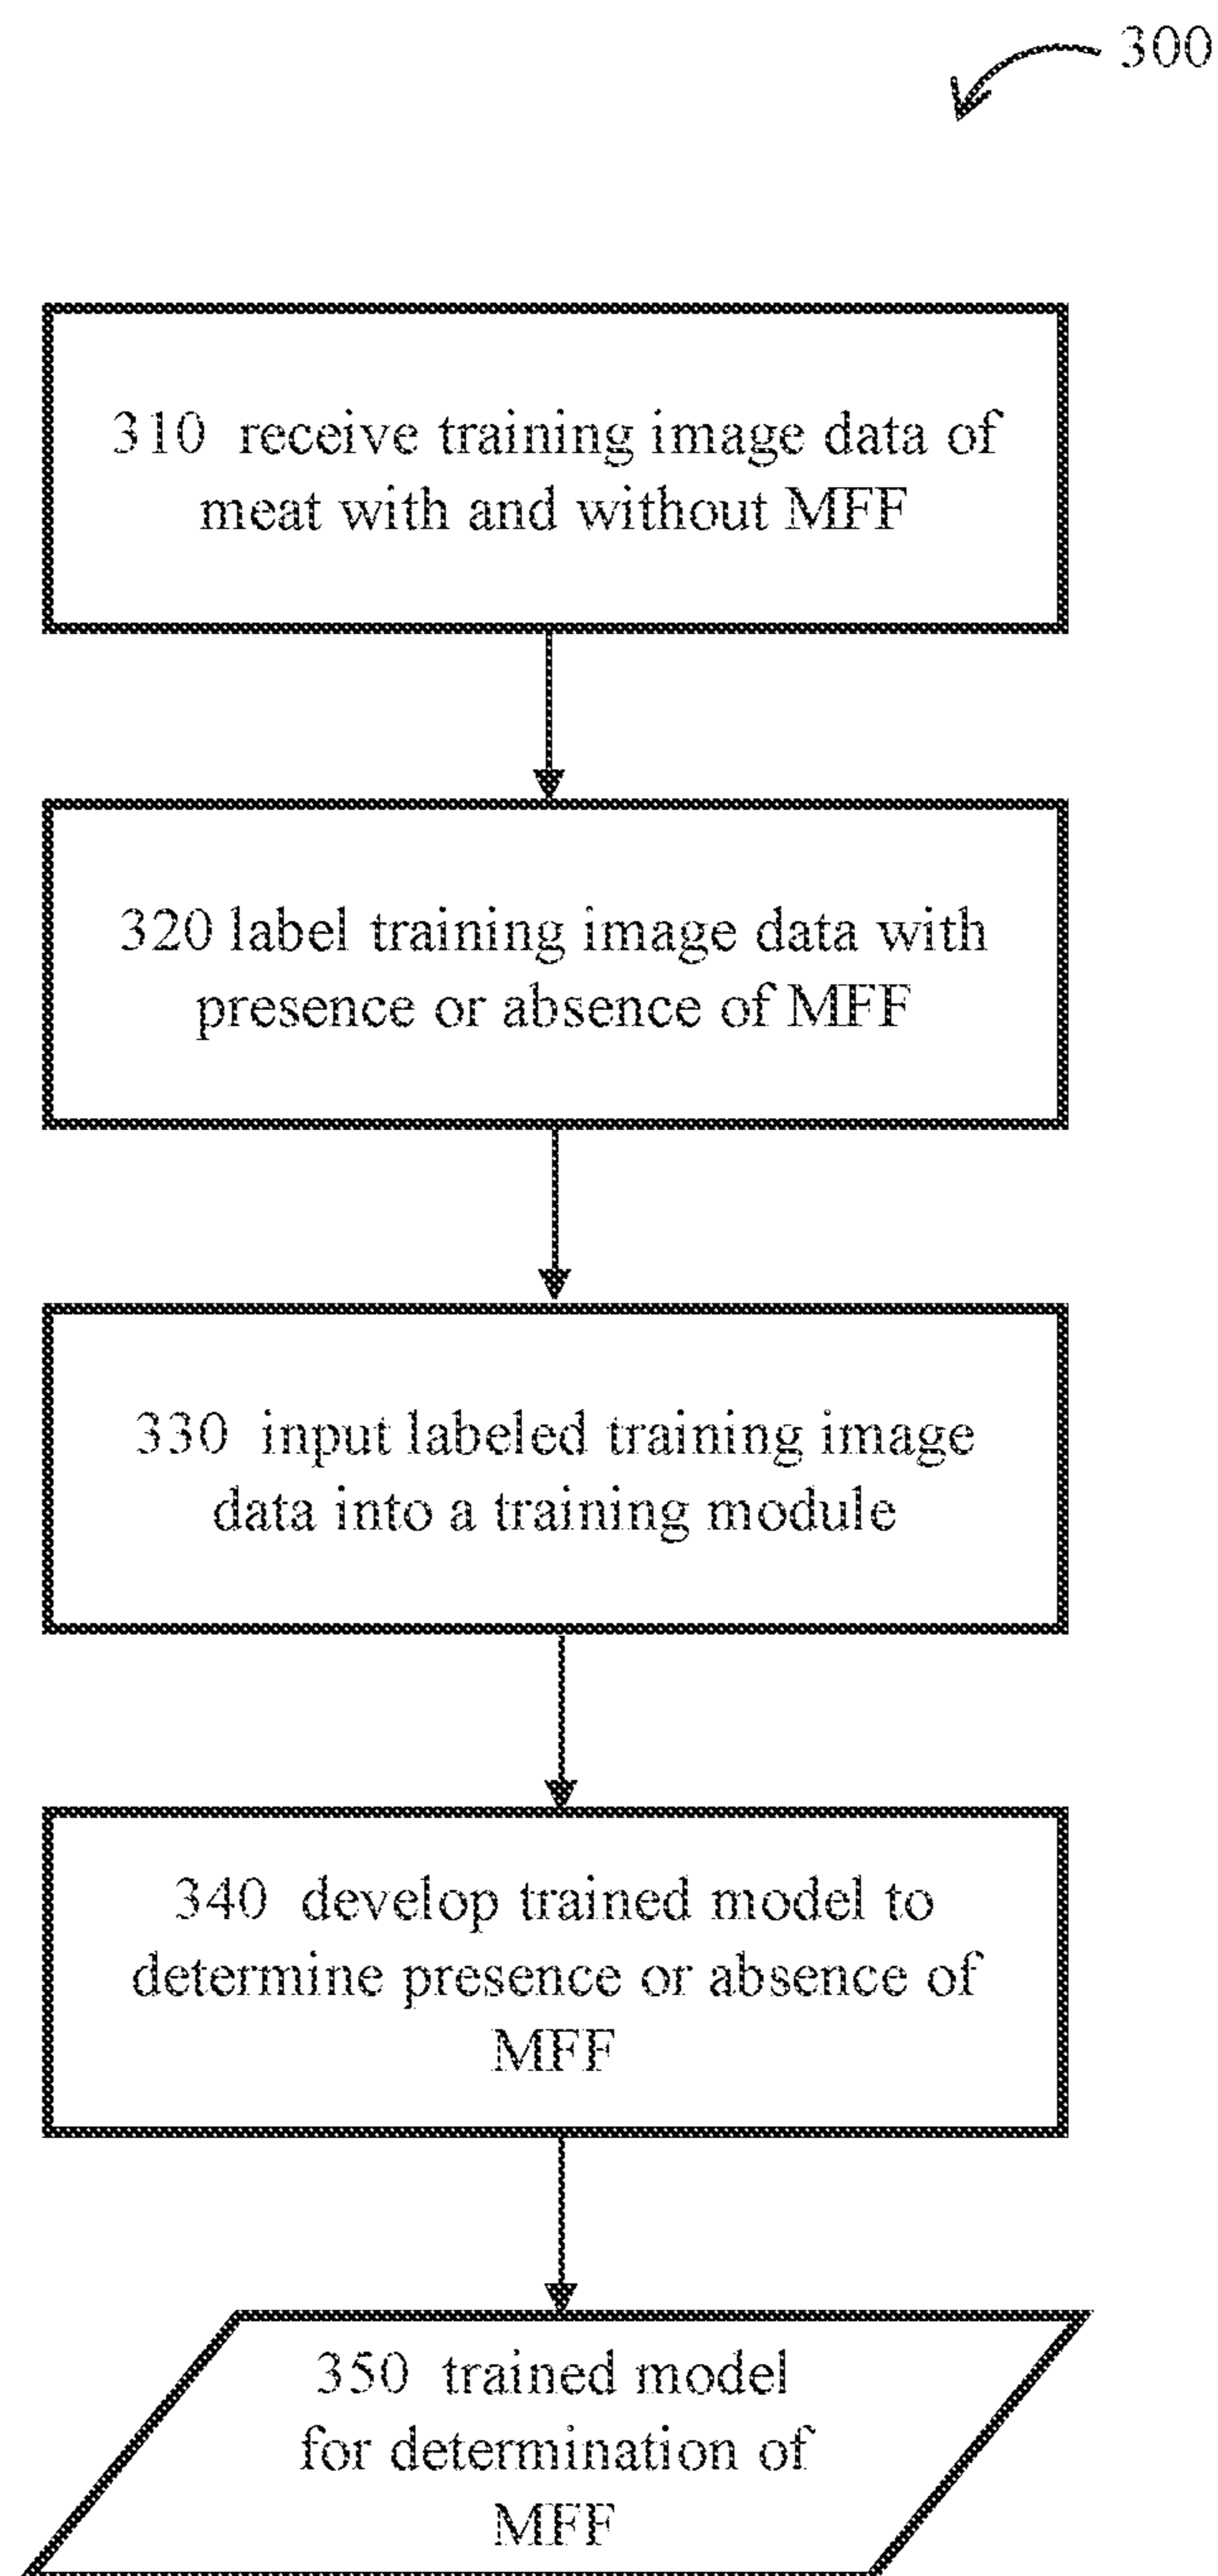 300
310 receive training image data of
meat with and without MFF
320 label training image data with
presence or absence of MFF
330 input labeled training image
data into a training module
340 develop trained model to
determine presence or absence of
MFF
350 trained model
for determination of
MFF